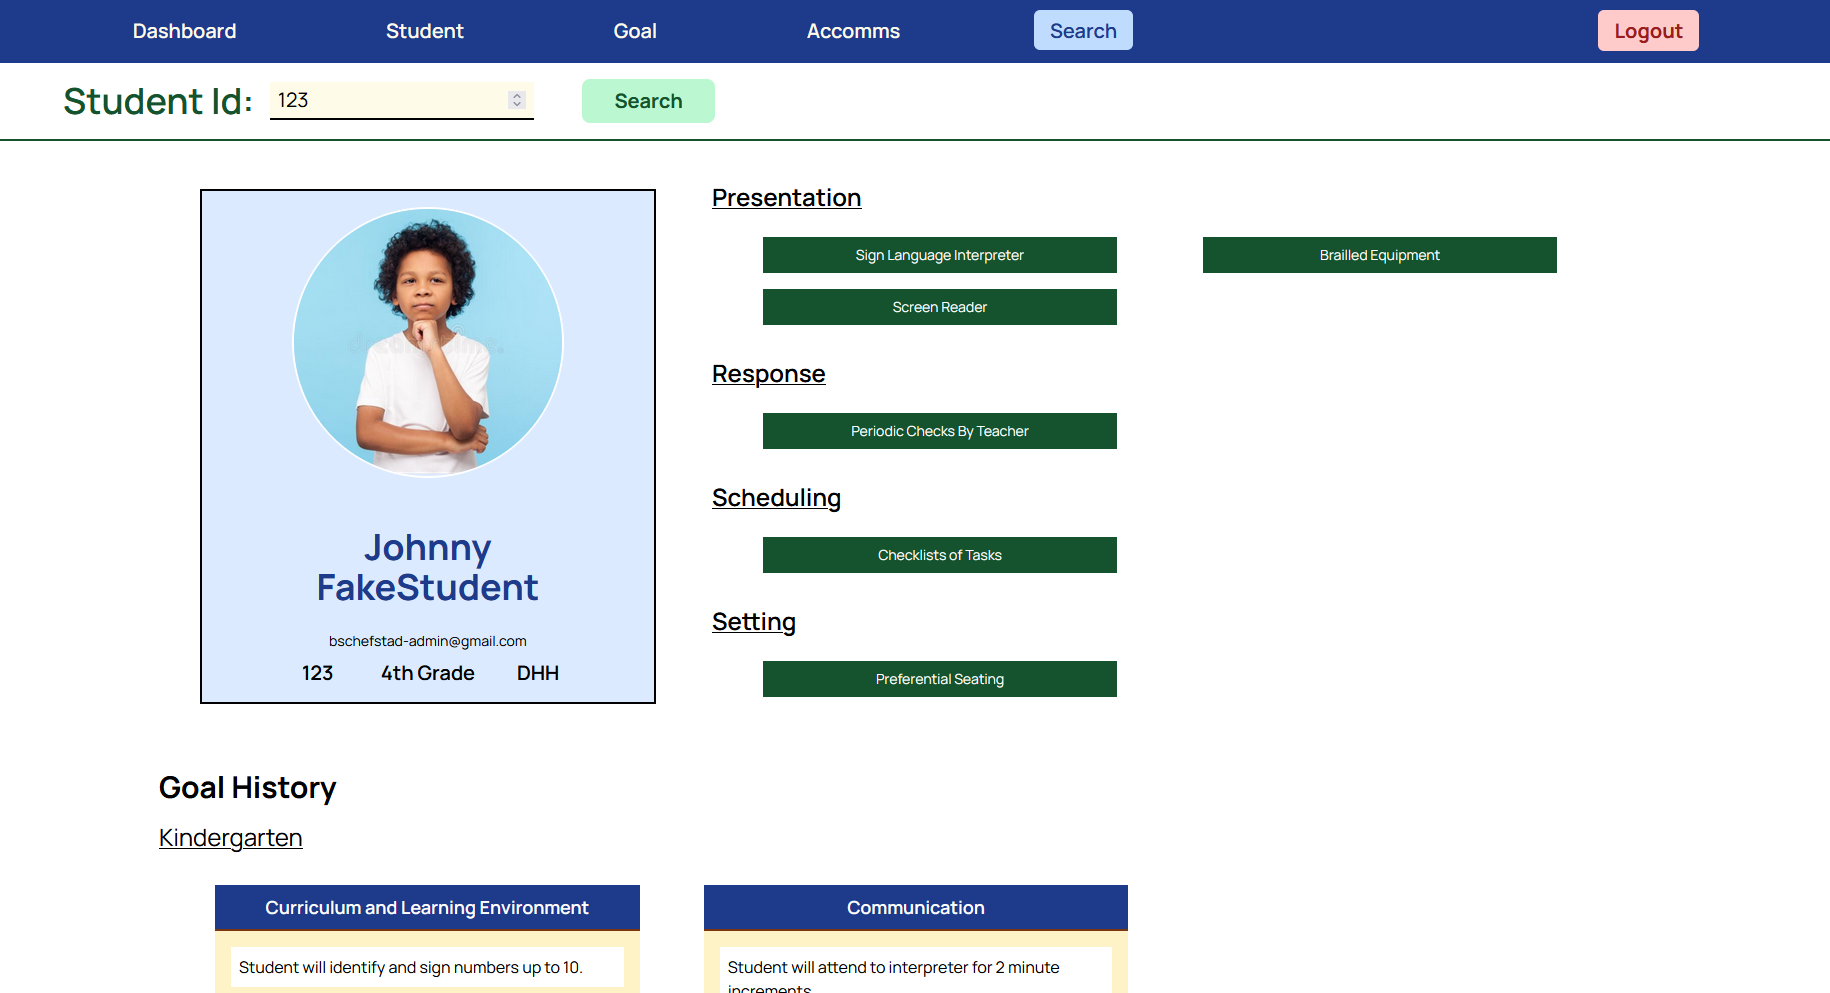 Dashboard
Student
Goal
Accomms
Search
Logout
Student Id:
123
Search
Presentation
Sign Language Interpreter
Brailled Equipment
Screen Reader
Response
Periodic Checks By Teacher
Scheduling
Checklists of Tasks
Setting
Preferential Seating
Johnny
FakeStudent
bschefstad-admin@gmail.com
123
4th Grade
DHH
Goal History
Kindergarten
Curriculum and Learning Environment
Student will identify and sign numbers up to 10.
Communication
Student will attend to interpreter for 2 minute
increments